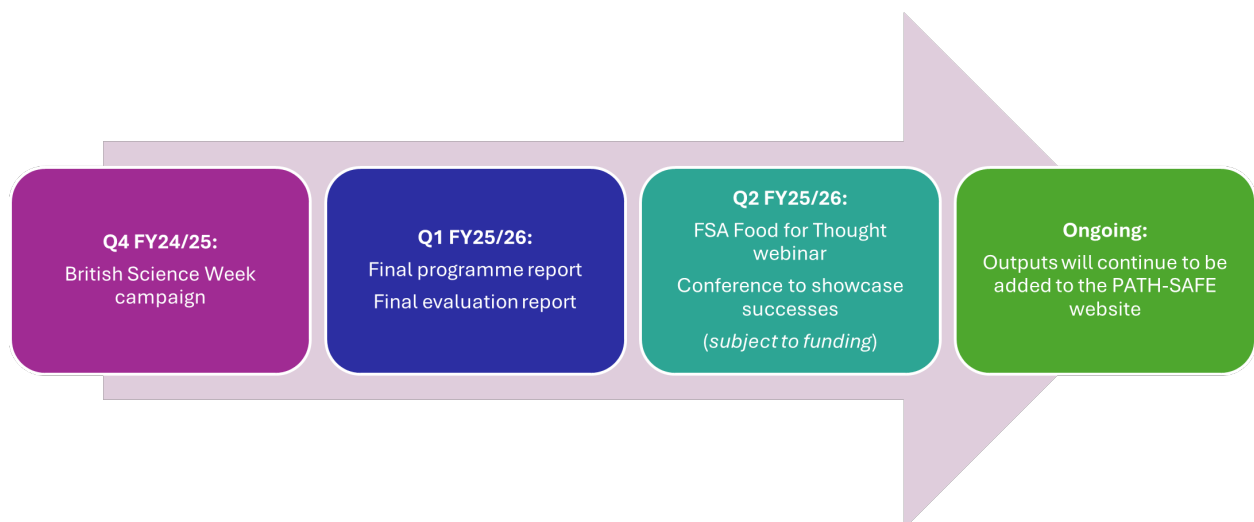 Q4 FY24/25:
British Science Week
campaign
Q1 FY25/26:
Final programme report
Final evaluation report
Q2 FY25/26:
FSA Food for Thought
webinar
Conference to showcase
successes
(subject to funding)
Ongoing:
Outputs will continue to be
added to the PATH-SAFE
website